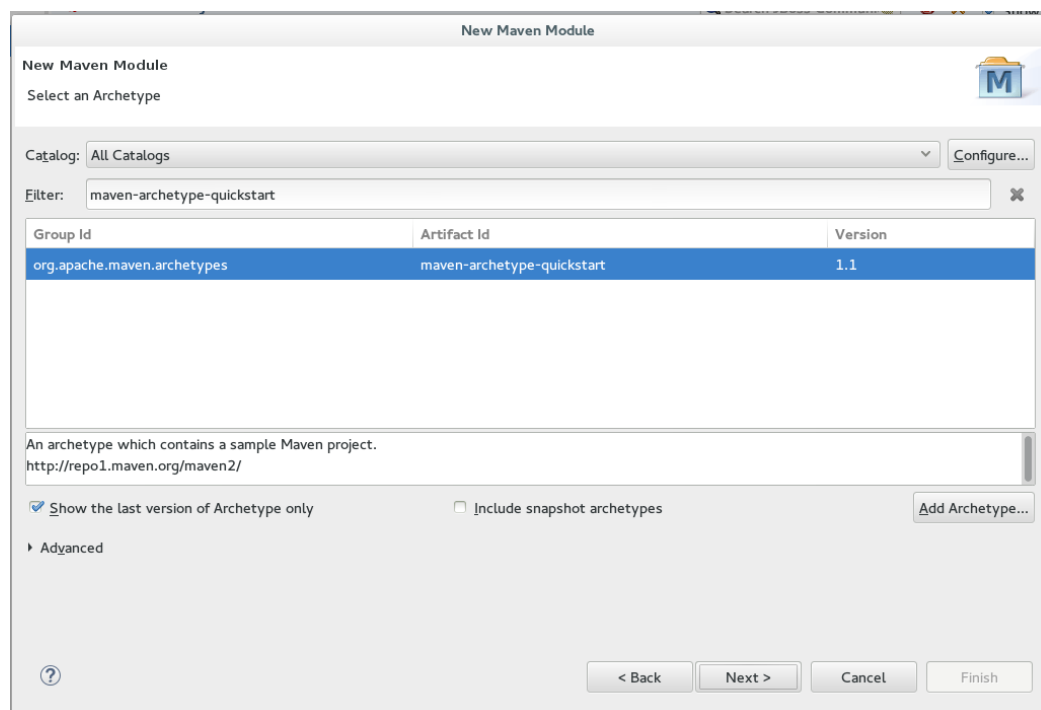 New Maven Module
New Maven Module
Select an Archetype
M
Catalog: All Catalogs Configure...
Filter: maven-archetype-quickstart
Group Id Artifact Id Version
org.apache.maven.archetypes maven-archetype-quickstart 1.1
An archetype which contains a sample Maven project.
http://repo1.maven.org/maven2/
Show the last version of Archetype only Include snapshot archetypes Add Archetype...
Advanced
?
< Back Next > Cancel Finish